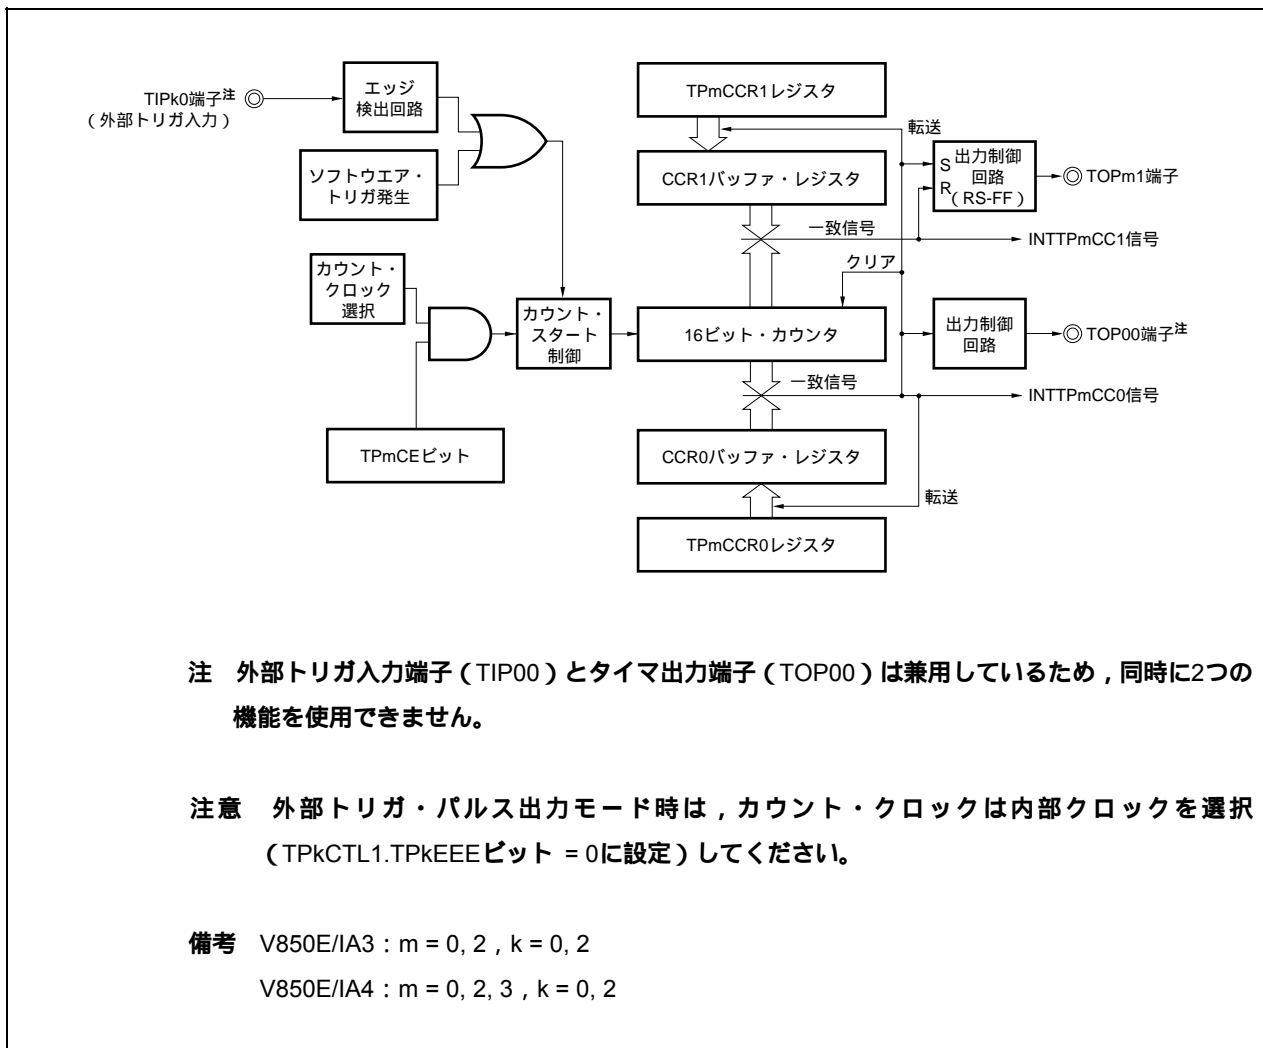 TPmCCR1レジスタ
エッジ
検出回路
TIPk0端子注
(外部トリガ入力)
転送
ソフトウエア・
トリガ発生
CCR1バッファ・レジスタ
S
R
出力制御
回路
(RS-FF)
TOPm1端子
一致信号
INTTPmCC1信号
カウント・
クロック
選択
クリア
カウント・
スタート
制御
16ビット・カウンタ
出力制御
回路
TOP00端子注
一致信号
INTTPmCC0信号
TPmCEビット
CCR0バッファ・レジスタ
転送
TPmCCR0レジスタ
注 外部トリガ入力端子(TIP00)とタイマ出力端子(TOP00)は兼用しているため,同時に2つの
機能を使用できません。
注意 外部トリガ・パルス出力モード時は,カウント・クロックは内部クロックを選択
(TPkCTL1.TPkEEEビット = 0に設定)してください。
備考 V850E/IA3:m = 0, 2,k = 0, 2
V850E/IA4:m = 0, 2, 3,k = 0, 2